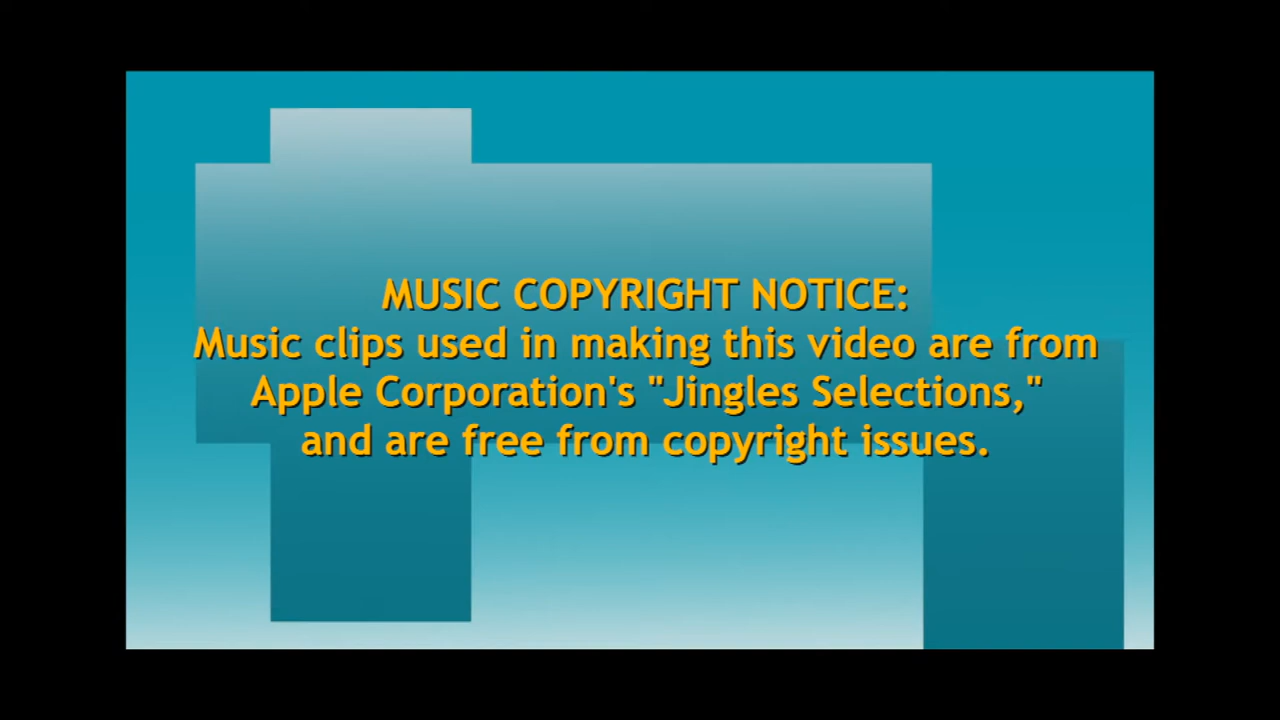 MUSIC COPYRIGHT NOTICE:
Music clips used in making this video are from
Apple Corporation's "Jingles Selections,"
and are free from copyright issues.